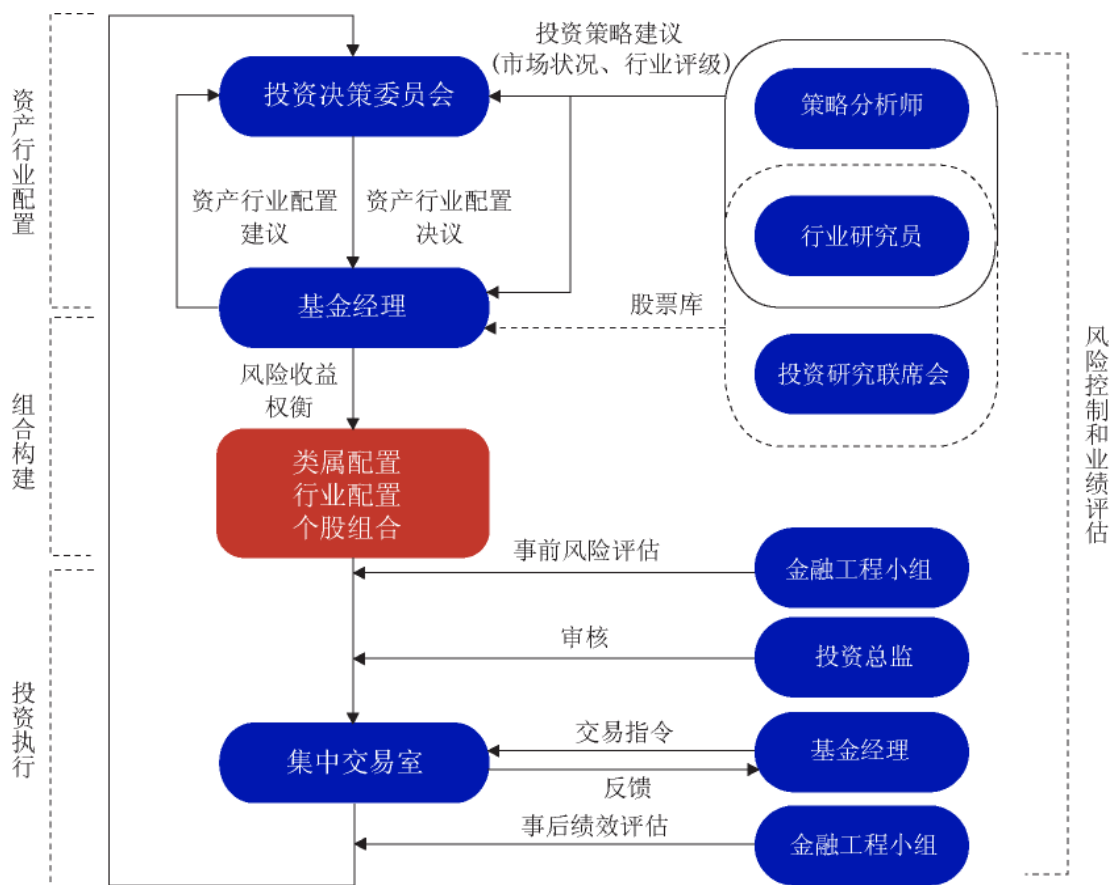 投资策略建议
(市场状况、行业评级)
投资决策委员会
策略分析师
资产行业配置
资产行业配置
建议
资产行业配置
决议
行业研究员
基金经理
股票库
投资研究联席会
风险收益
权衡
组合构建
类属配置
行业配置
个股组合
风险控制和业绩评估
事前风险评估
金融工程小组
审核
投资总监
投资执行
集中交易室
交易指令
基金经理
反馈
事后绩效评估
金融工程小组